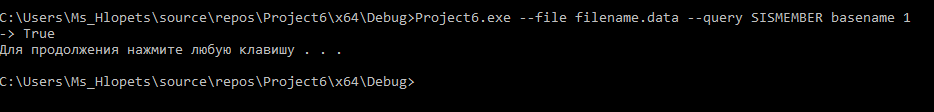 C:\Users\Ms_Hlopets\source\repos\Project6\x64\Debug>Project6.exe --file filename.data --query SISMEMBER basename 1
-> True
Для продолжения нажмите любую клавишу . . .
C:\Users\Ms_Hlopets\source\repos\Project6\x64\Debug>